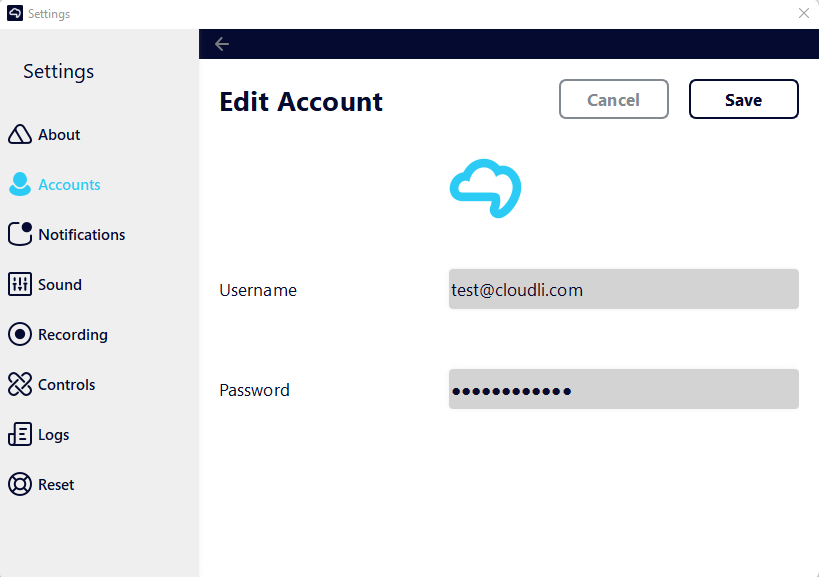 Settings
Settings
About
Accounts
Notifications
Sound
Recording
Controls
Logs
Reset
Edit Account
Cancel
Save
Username
test@cloudli.com
Password
●●●●●●●●●●●●